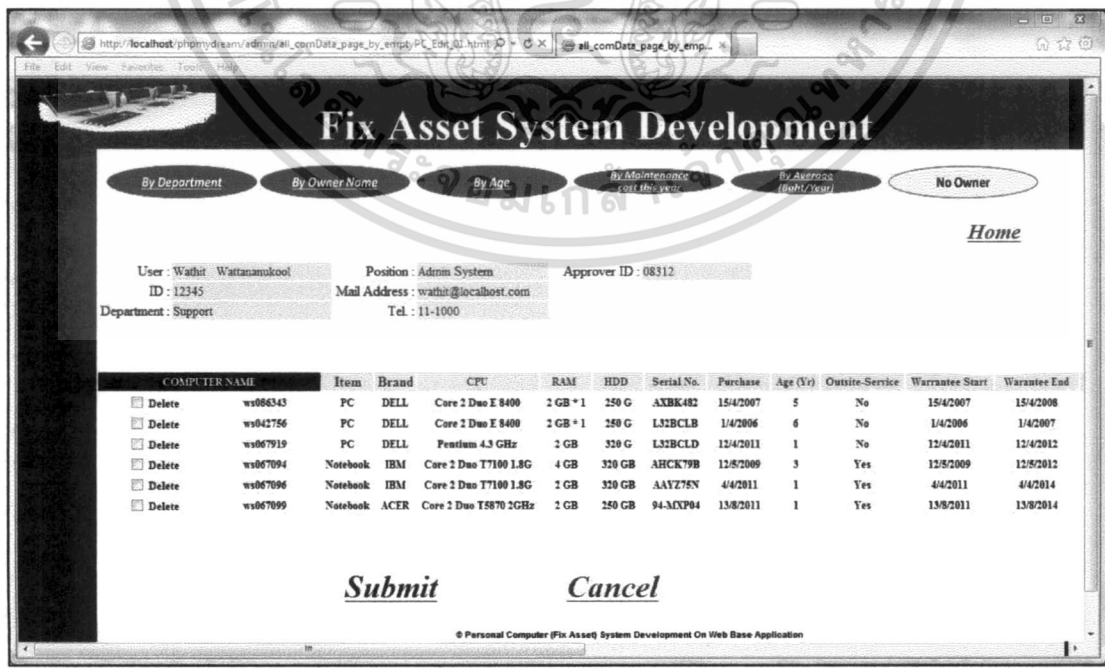 http://localhost/phpmydream/admin/all_comData_page_by_emptyPC_Edit_01.html
all_comData_page_by_emp...
File Edit View Favorites Tools Help
Fix Asset System Development
By Department By Owner Name By Age By Maintenance cost this year By Average (Baht/Year) No Owner
Home
User : Wathit Wattananukool Position : Admin System Approver ID : 08312
ID : 12345 Mail Address : wathit@localhost.com
Department : Support Tel. : 11-1000
COMPUTER NAME Item Brand CPU RAM HDD Serial No. Purchase Age (Yr) Outsite-Service Warrantee Start Warantee End
Delete ws086343 PC DELL Core 2 Duo E 8400 2 GB * 1 250 G AXBK482 15/4/2007 5 No 15/4/2007 15/4/2008
Delete ws042756 PC DELL Core 2 Duo E 8400 2 GB * 1 250 G L32BCLB 1/4/2006 6 No 1/4/2006 1/4/2007
Delete ws067919 PC DELL Pentium 4.3 GHz 2 GB 320 G L32BCLD 12/4/2011 1 No 12/4/2011 12/4/2012
Delete ws067094 Notebook IBM Core 2 Duo T7100 1.8G 4 GB 320 GB AHCK79B 12/5/2009 3 Yes 12/5/2009 12/5/2012
Delete ws067096 Notebook IBM Core 2 Duo T7100 1.8G 2 GB 320 GB AAYZ75N 4/4/2011 1 Yes 4/4/2011 4/4/2014
Delete ws067099 Notebook ACER Core 2 Duo T5870 2GHz 2 GB 250 GB 94-MXP04 13/8/2011 1 Yes 13/8/2011 13/8/2014
Submit Cancel
© Personal Computer (Fix Asset) System Development On Web Base Application